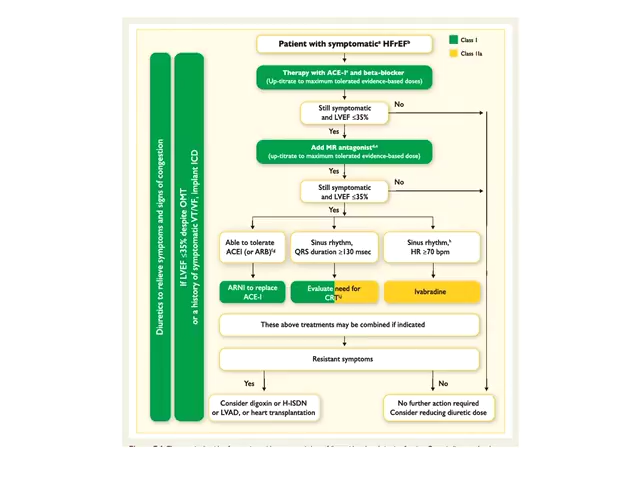 Patient with symptomaticᵃ HFrEFᵇ
Class I
Class IIa
Therapy with ACE-Iᶜ and beta-blocker
(Up-titrate to maximum tolerated evidence-based doses)
Still symptomatic
and LVEF ≤35%
No
Yes
Add MR antagonistᵈ,ᵉ
(up-titrate to maximum tolerated evidence-based dose)
Yes
Still symptomatic
and LVEF ≤35%
No
Yes
Able to tolerate
ACEI (or ARB)ᶠ,ᵍ
Sinus rhythm,
QRS duration ≥130 msec
Sinus rhythm,ʰ
HR ≥70 bpm
ARNI to replace
ACE-I
Evaluate need for
CRTⁱ,ʲ
Ivabradine
These above treatments may be combined if indicated
Resistant symptoms
Yes
No
Consider digoxin or H-ISDN
or LVAD, or heart transplantation
No further action required
Consider reducing diuretic dose
Diuretics to relieve symptoms and signs of congestion
If LVEF ≤35% despite OMT
or a history of symptomatic VT/VF, implant ICD